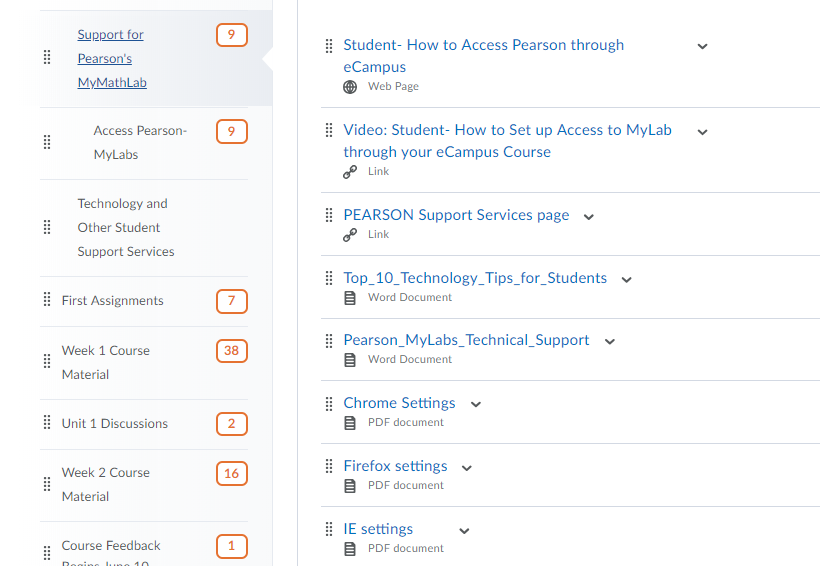 Support for
Pearson's
MyMathLab
9
Access Pearson-
MyLabs
9
Technology and
Other Student
Support Services
First Assignments
7
Week 1 Course
Material
38
Unit 1 Discussions
2
Week 2 Course
Material
16
Course Feedback
Begins June 10
1
Student- How to Access Pearson through
eCampus
Web Page
Video: Student- How to Set up Access to MyLab
through your eCampus Course
Link
PEARSON Support Services page
Link
Top_10_Technology_Tips_for_Students
Word Document
Pearson_MyLabs_Technical_Support
Word Document
Chrome Settings
PDF document
Firefox settings
PDF document
IE settings
PDF document